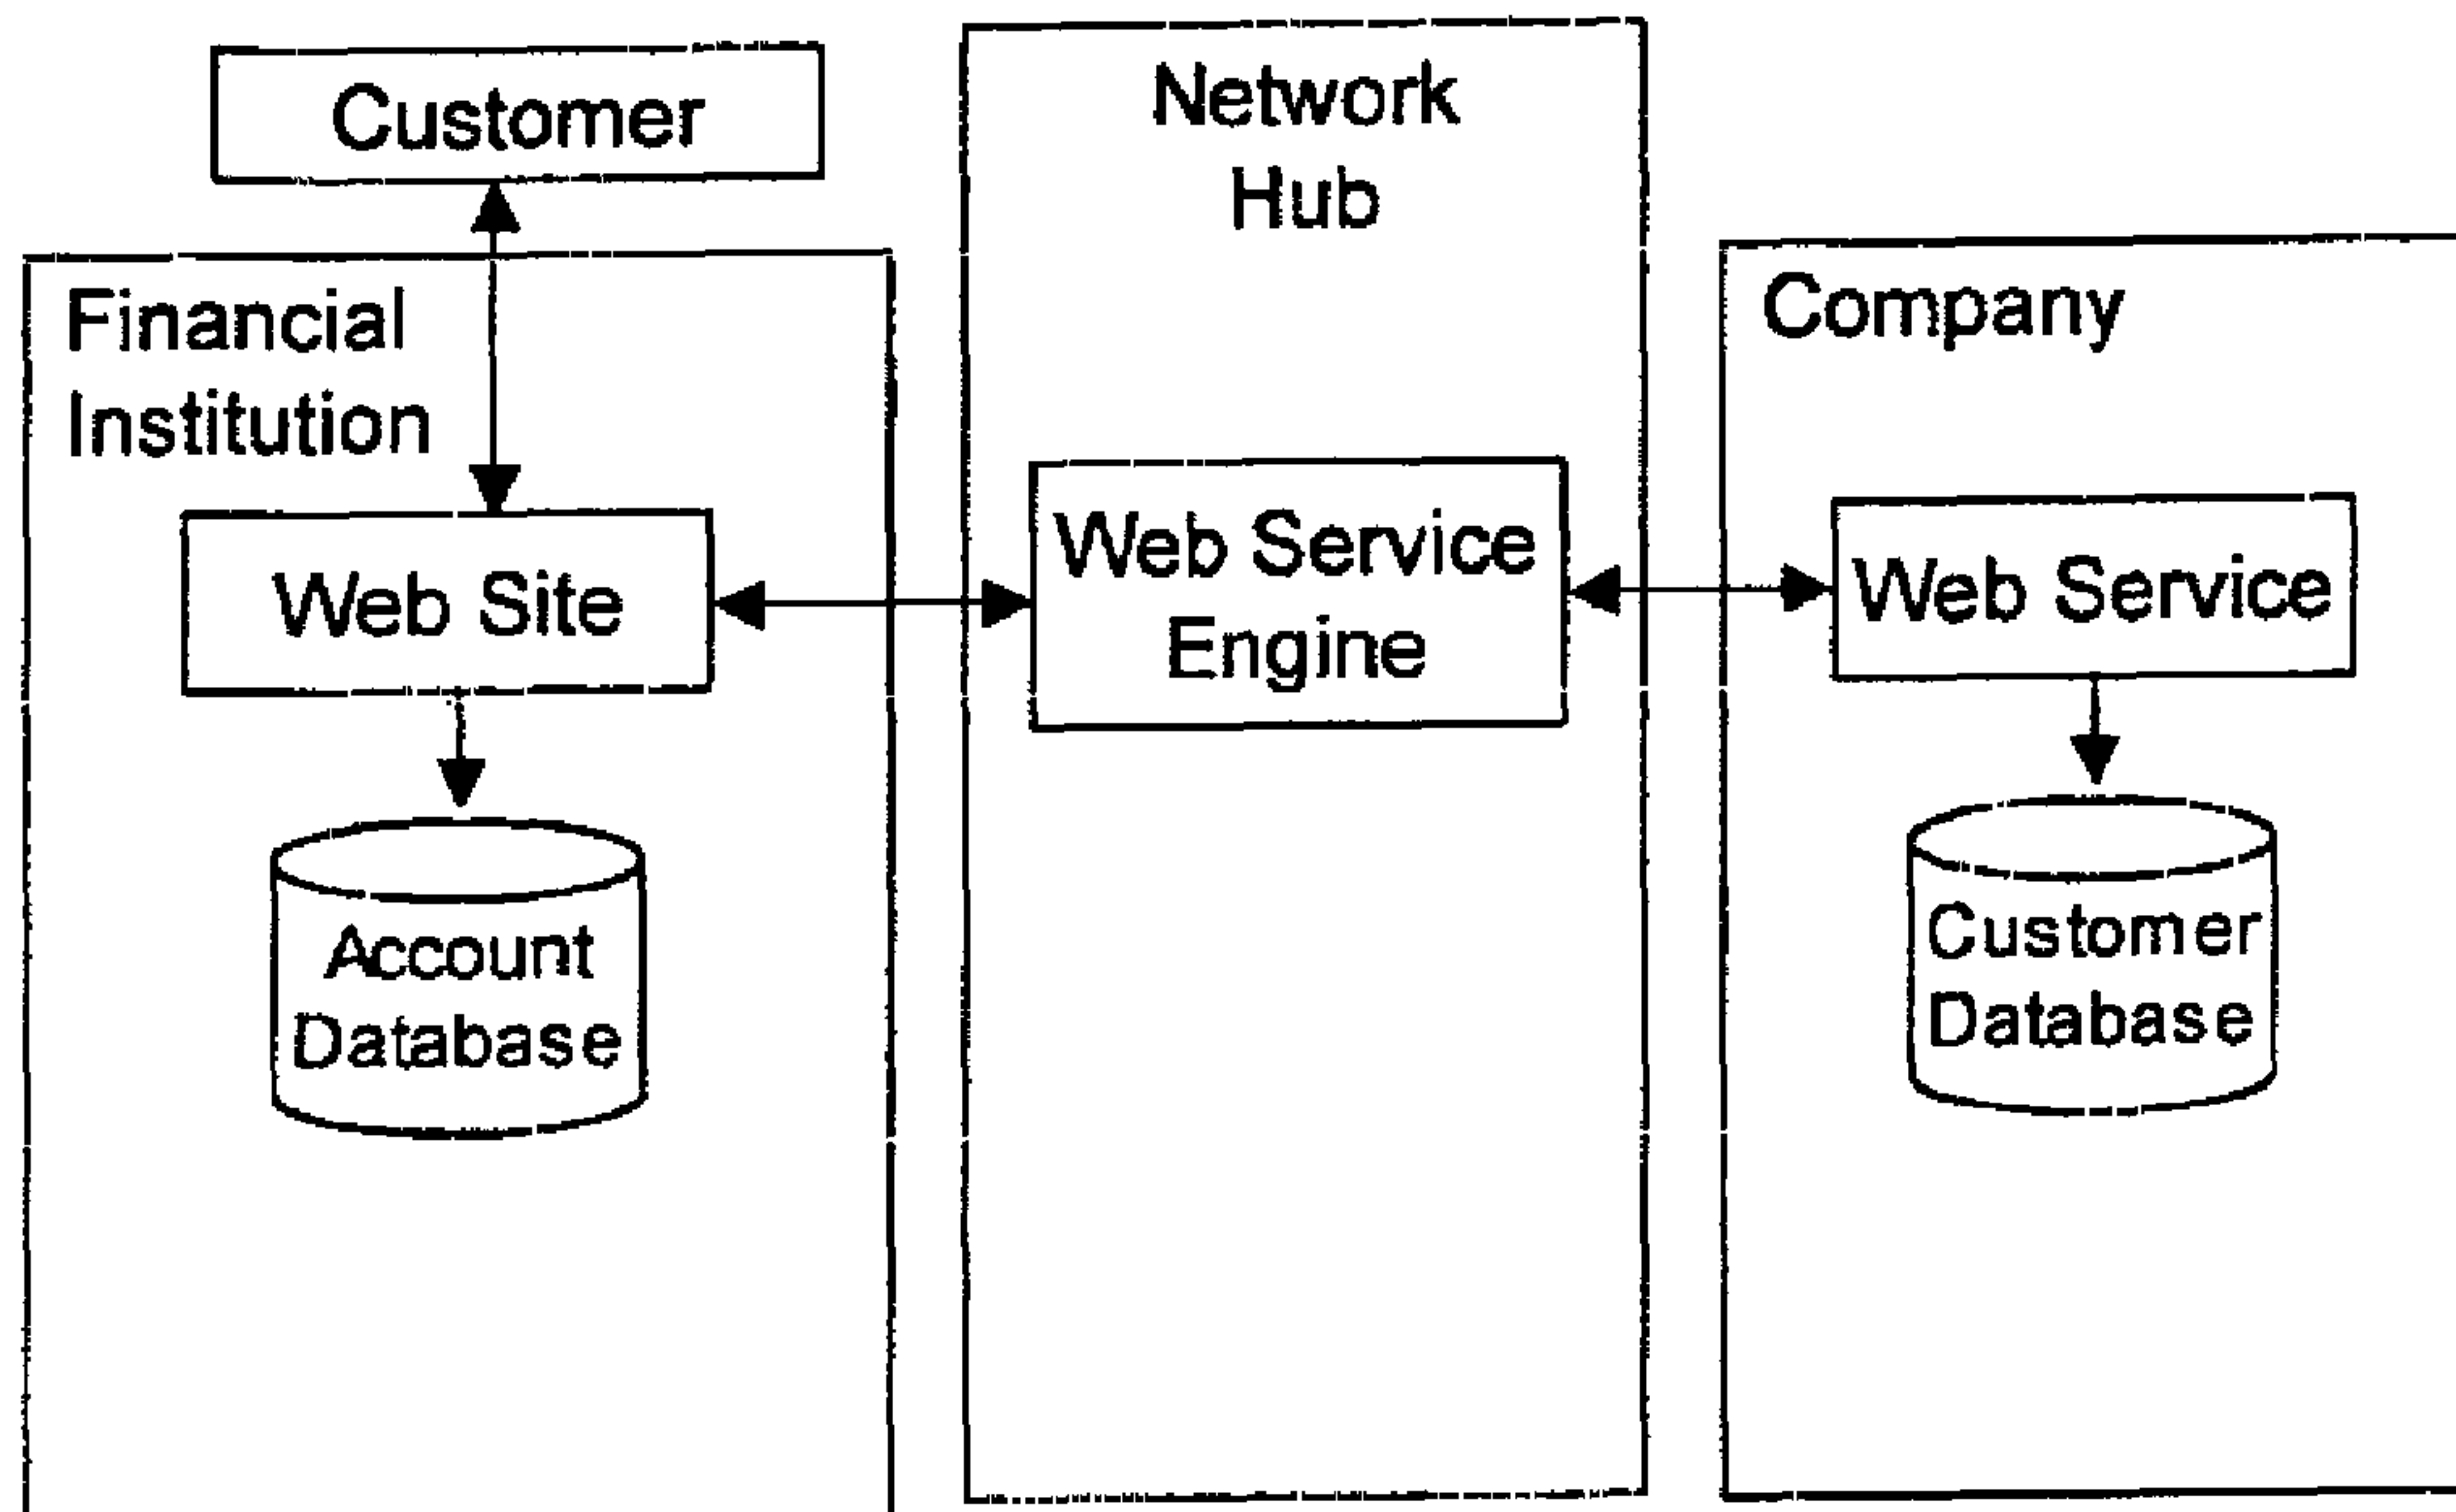 Customer
Network
Hub
Financial
Institution
Company
Web Site
Web Service
Engine
Web Service
Account
Database
Customer
Database